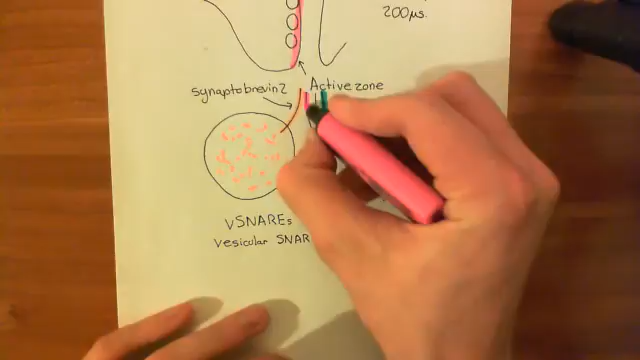 200μs.
synaptobrevin2
Active zone
vSNAREs
vesicular SNAR